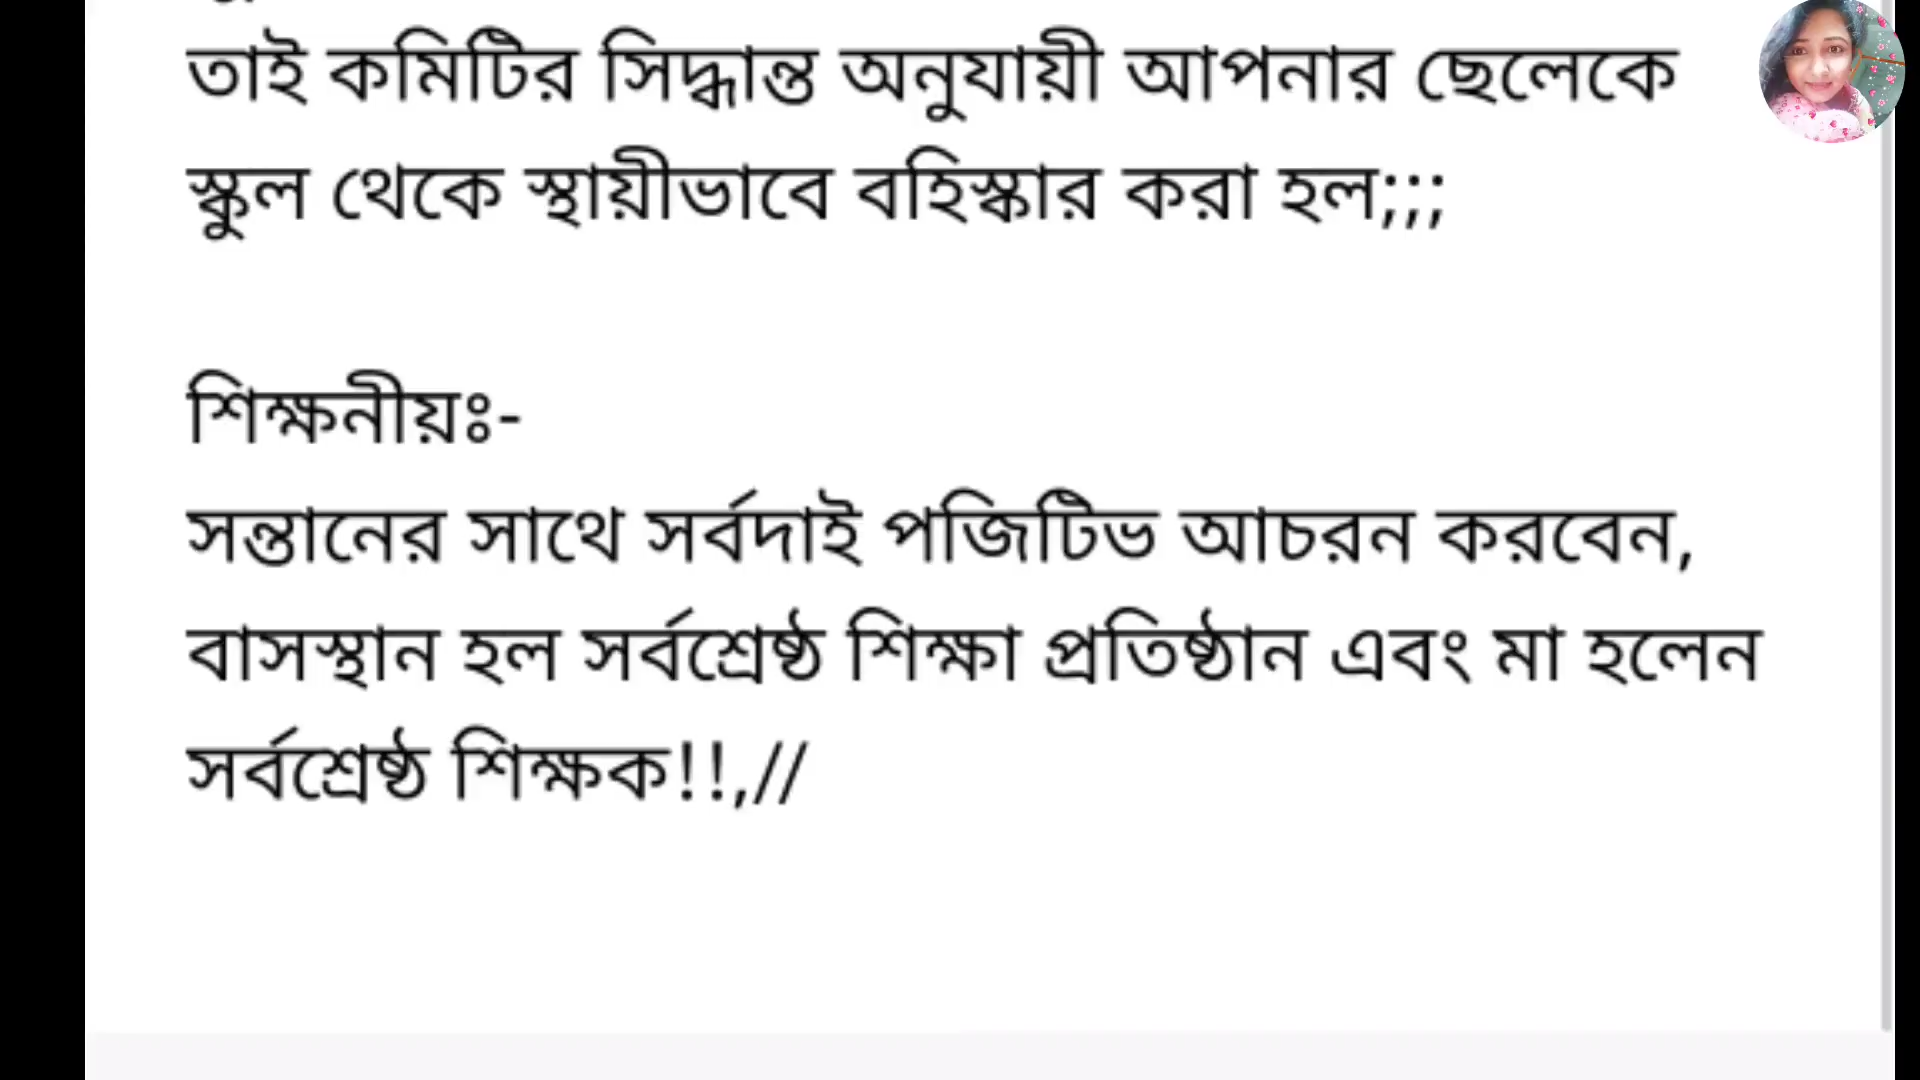 তাই কমিটির সিদ্ধান্ত অনুযায়ী আপনার ছেলেকে
স্কুল থেকে স্থায়ীভাবে বহিস্কার করা হল;;;
শিক্ষনীয়ঃ-
সন্তানের সাথে সর্বদাই পজিটিভ আচরন করবেন,
বাসস্থান হল সর্বশ্রেষ্ঠ শিক্ষা প্রতিষ্ঠান এবং মা হলেন
সর্বশ্রেষ্ঠ শিক্ষক!!,//